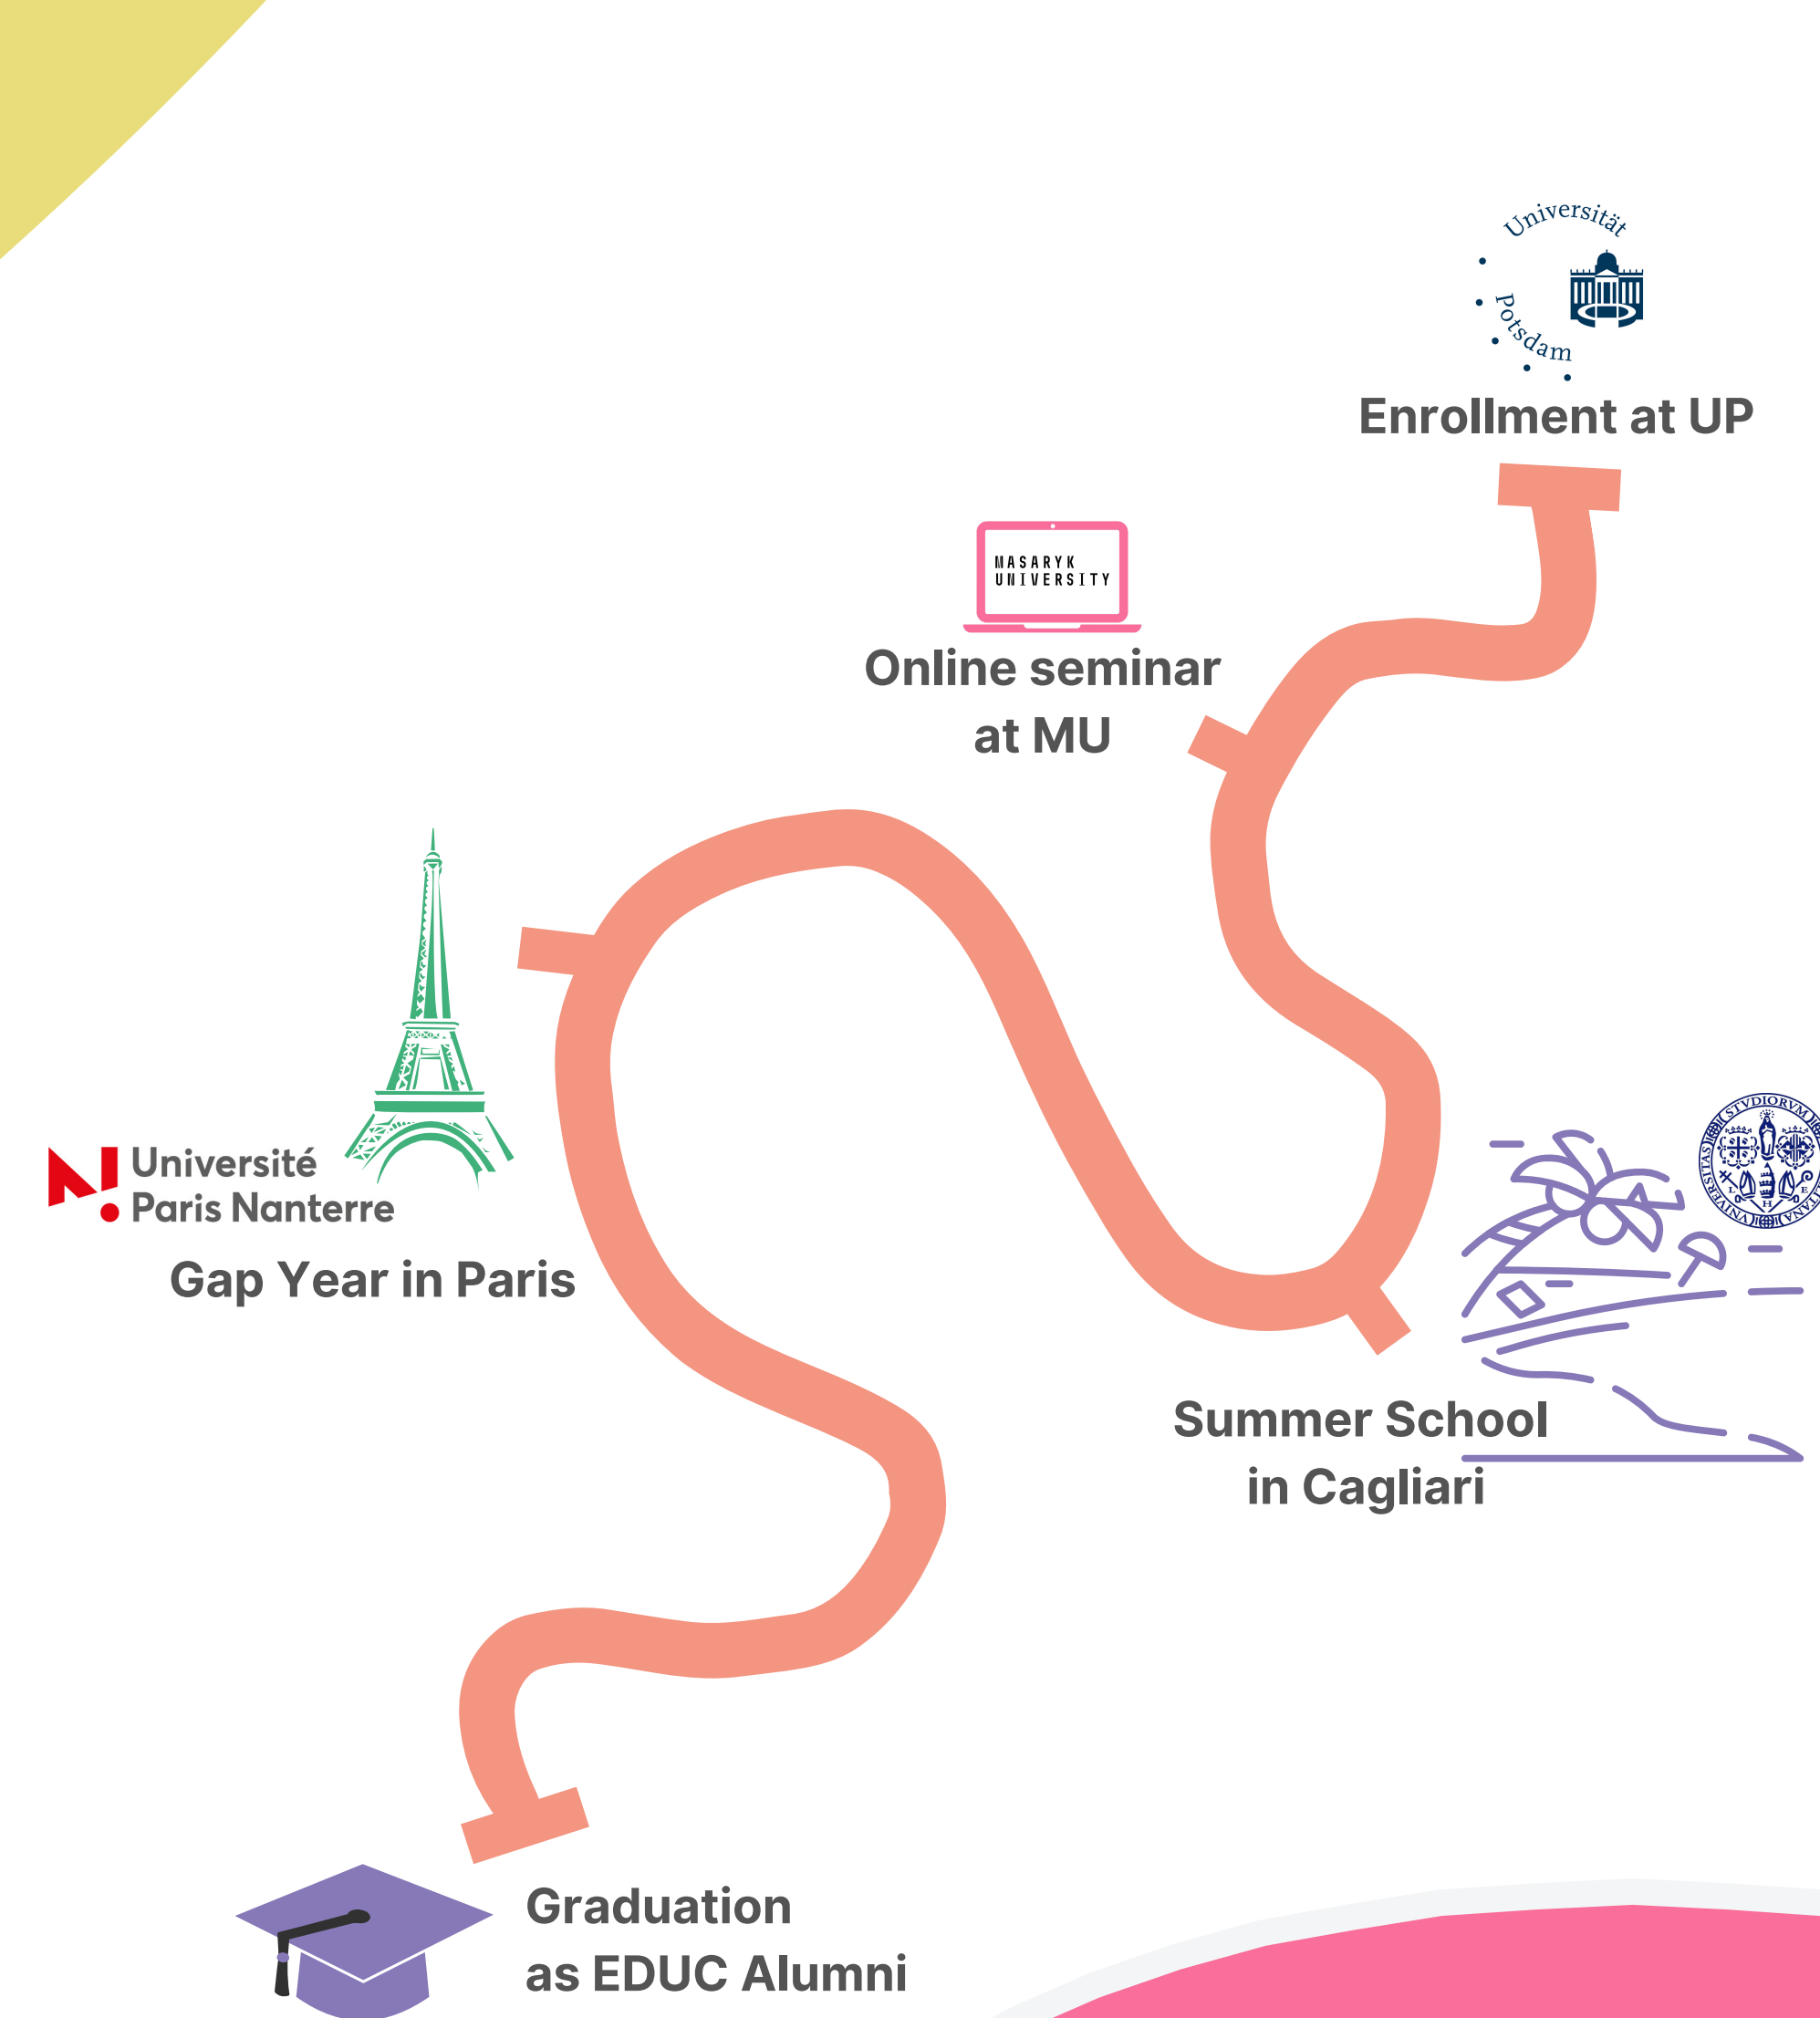 Universität
Potsdam
Enrollment at UP
MASARYK
UNIVERSITY
Online seminar
at MU
Université
Paris Nanterre
Gap Year in Paris
STVDIORVM
Summer School
in Cagliari
Graduation
as EDUC Alumni